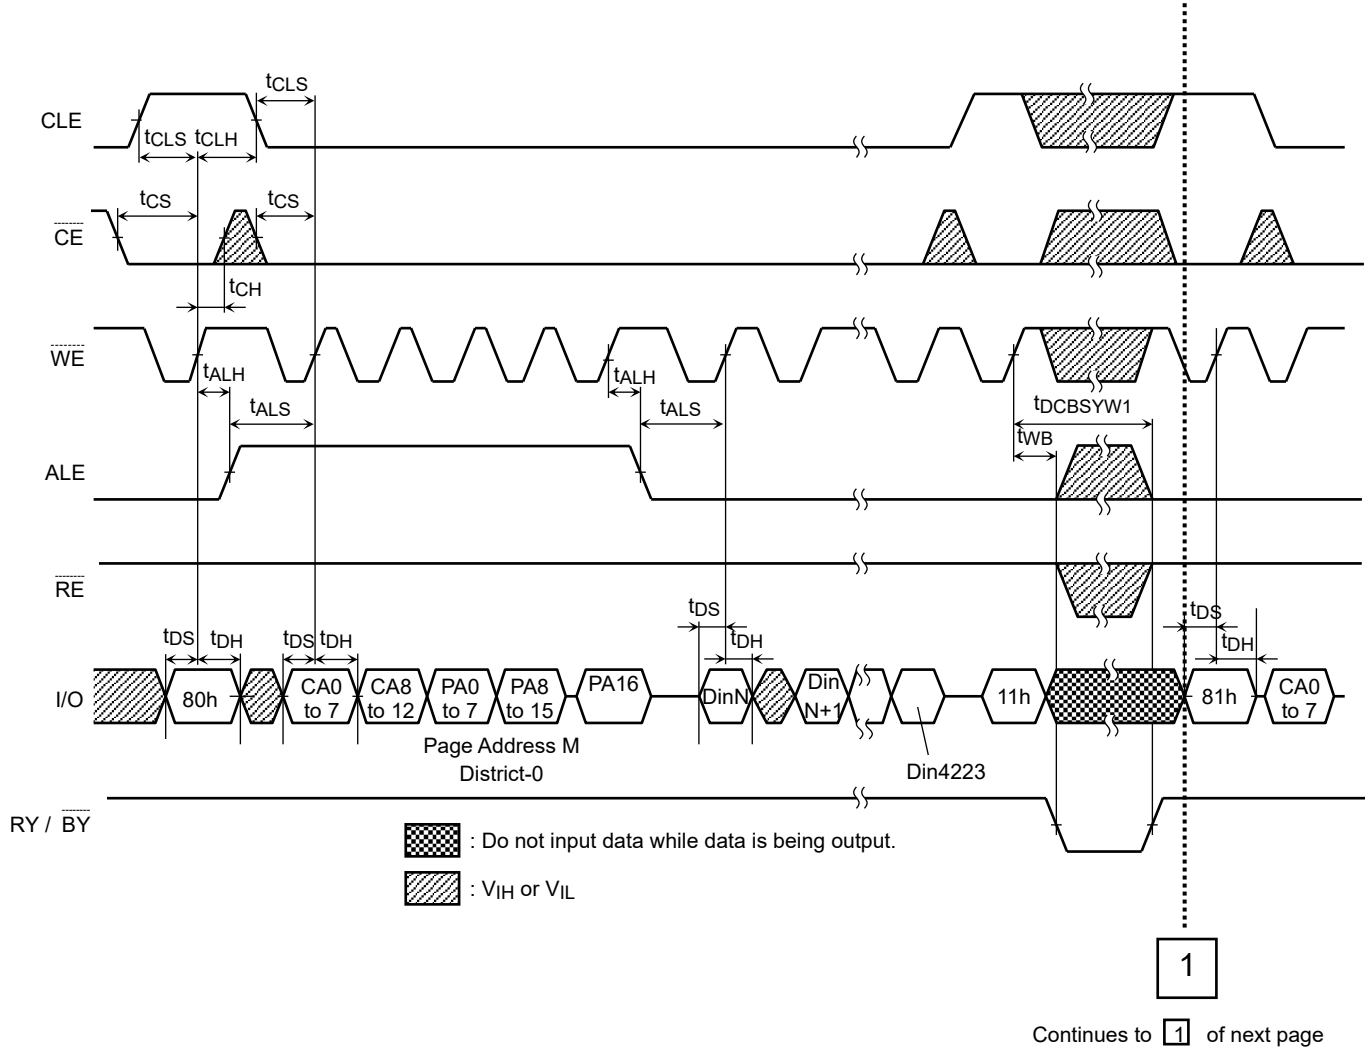 tCLS
CLE
tCLS tCLH
tCS tCS
CE
tCH
WE
tALH tALH
tALS tALS tDCBSYW1
tWB
ALE
RE
tDS tDS
tDS tDH tDS tDH tDH tDH
I/O 80h CA0 to 7 CA8 to 12 PA0 to 7 PA8 to 15 PA16 DinN Din N+1 11h 81h CA0 to 7
Page Address M
District-0
Din4223
RY / BY
: Do not input data while data is being output.
: VIH or VIL
1
Continues to 1 of next page